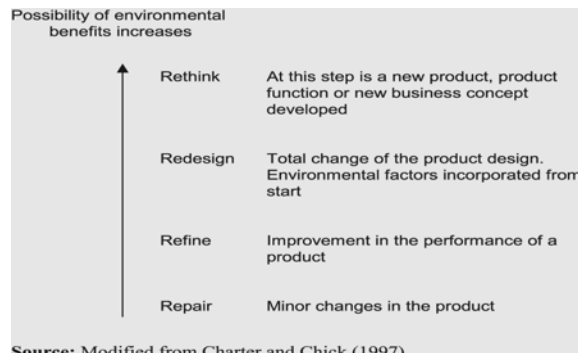 Possibility of environmental
benefits increases
Rethink At this step is a new product, product
function or new business concept
developed
Redesign Total change of the product design.
Environmental factors incorporated from
start
Refine Improvement in the performance of a
product
Repair Minor changes in the product
Source: Modified from Charter and Chick (1997)